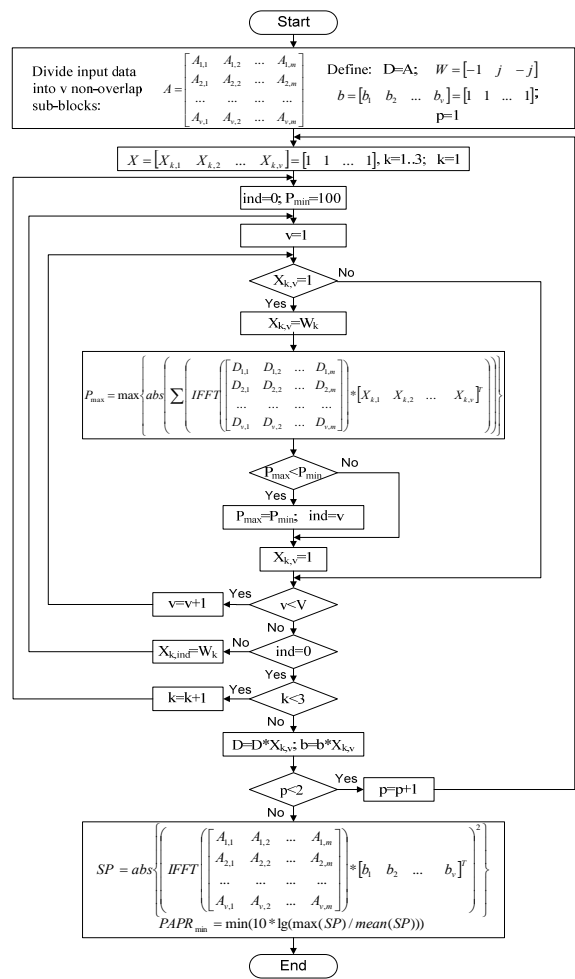 Start
Divide input data into v non-overlap sub-blocks:
A = [A1,1 A1,2 ... A1,m
A2,1 A2,2 ... A2,m
... ... ... ...
Av,1 Av,2 ... Av,m]
Define: D=A; W = [−1 j −j]
b = [b1 b2 ... bv] = [1 1 ... 1];
p=1
X = [Xk,1 Xk,2 ... Xk,v] = [1 1 ... 1], k=1..3; k=1
ind=0; Pmin=100
v=1
Xk,v=1
No
Yes
Xk,v=Wk
Pmax = max{abs(∑(IFFT([D1,1 D1,2 ... D1,m
D2,1 D2,2 ... D2,m
... ... ... ...
Dv,1 Dv,2 ... Dv,m])*[Xk,1 Xk,2 ... Xk,v]^T))}
Pmax<Pmin
No
Yes
Pmax=Pmin; ind=v
Xk,v=1
v<V
Yes
v=v+1
No
ind=0
No
Xk,ind=Wk
Yes
k<3
Yes
k=k+1
No
D=D*Xk,v; b=b*Xk,v
p<2
Yes
p=p+1
No
SP = abs{(IFFT([A1,1 A1,2 ... A1,m
A2,1 A2,2 ... A2,m
... ... ... ...
Av,1 Av,2 ... Av,m])*[b1 b2 ... bv]^T)^2}
PAPRmin = min(10*lg(max(SP)/mean(SP)))
End